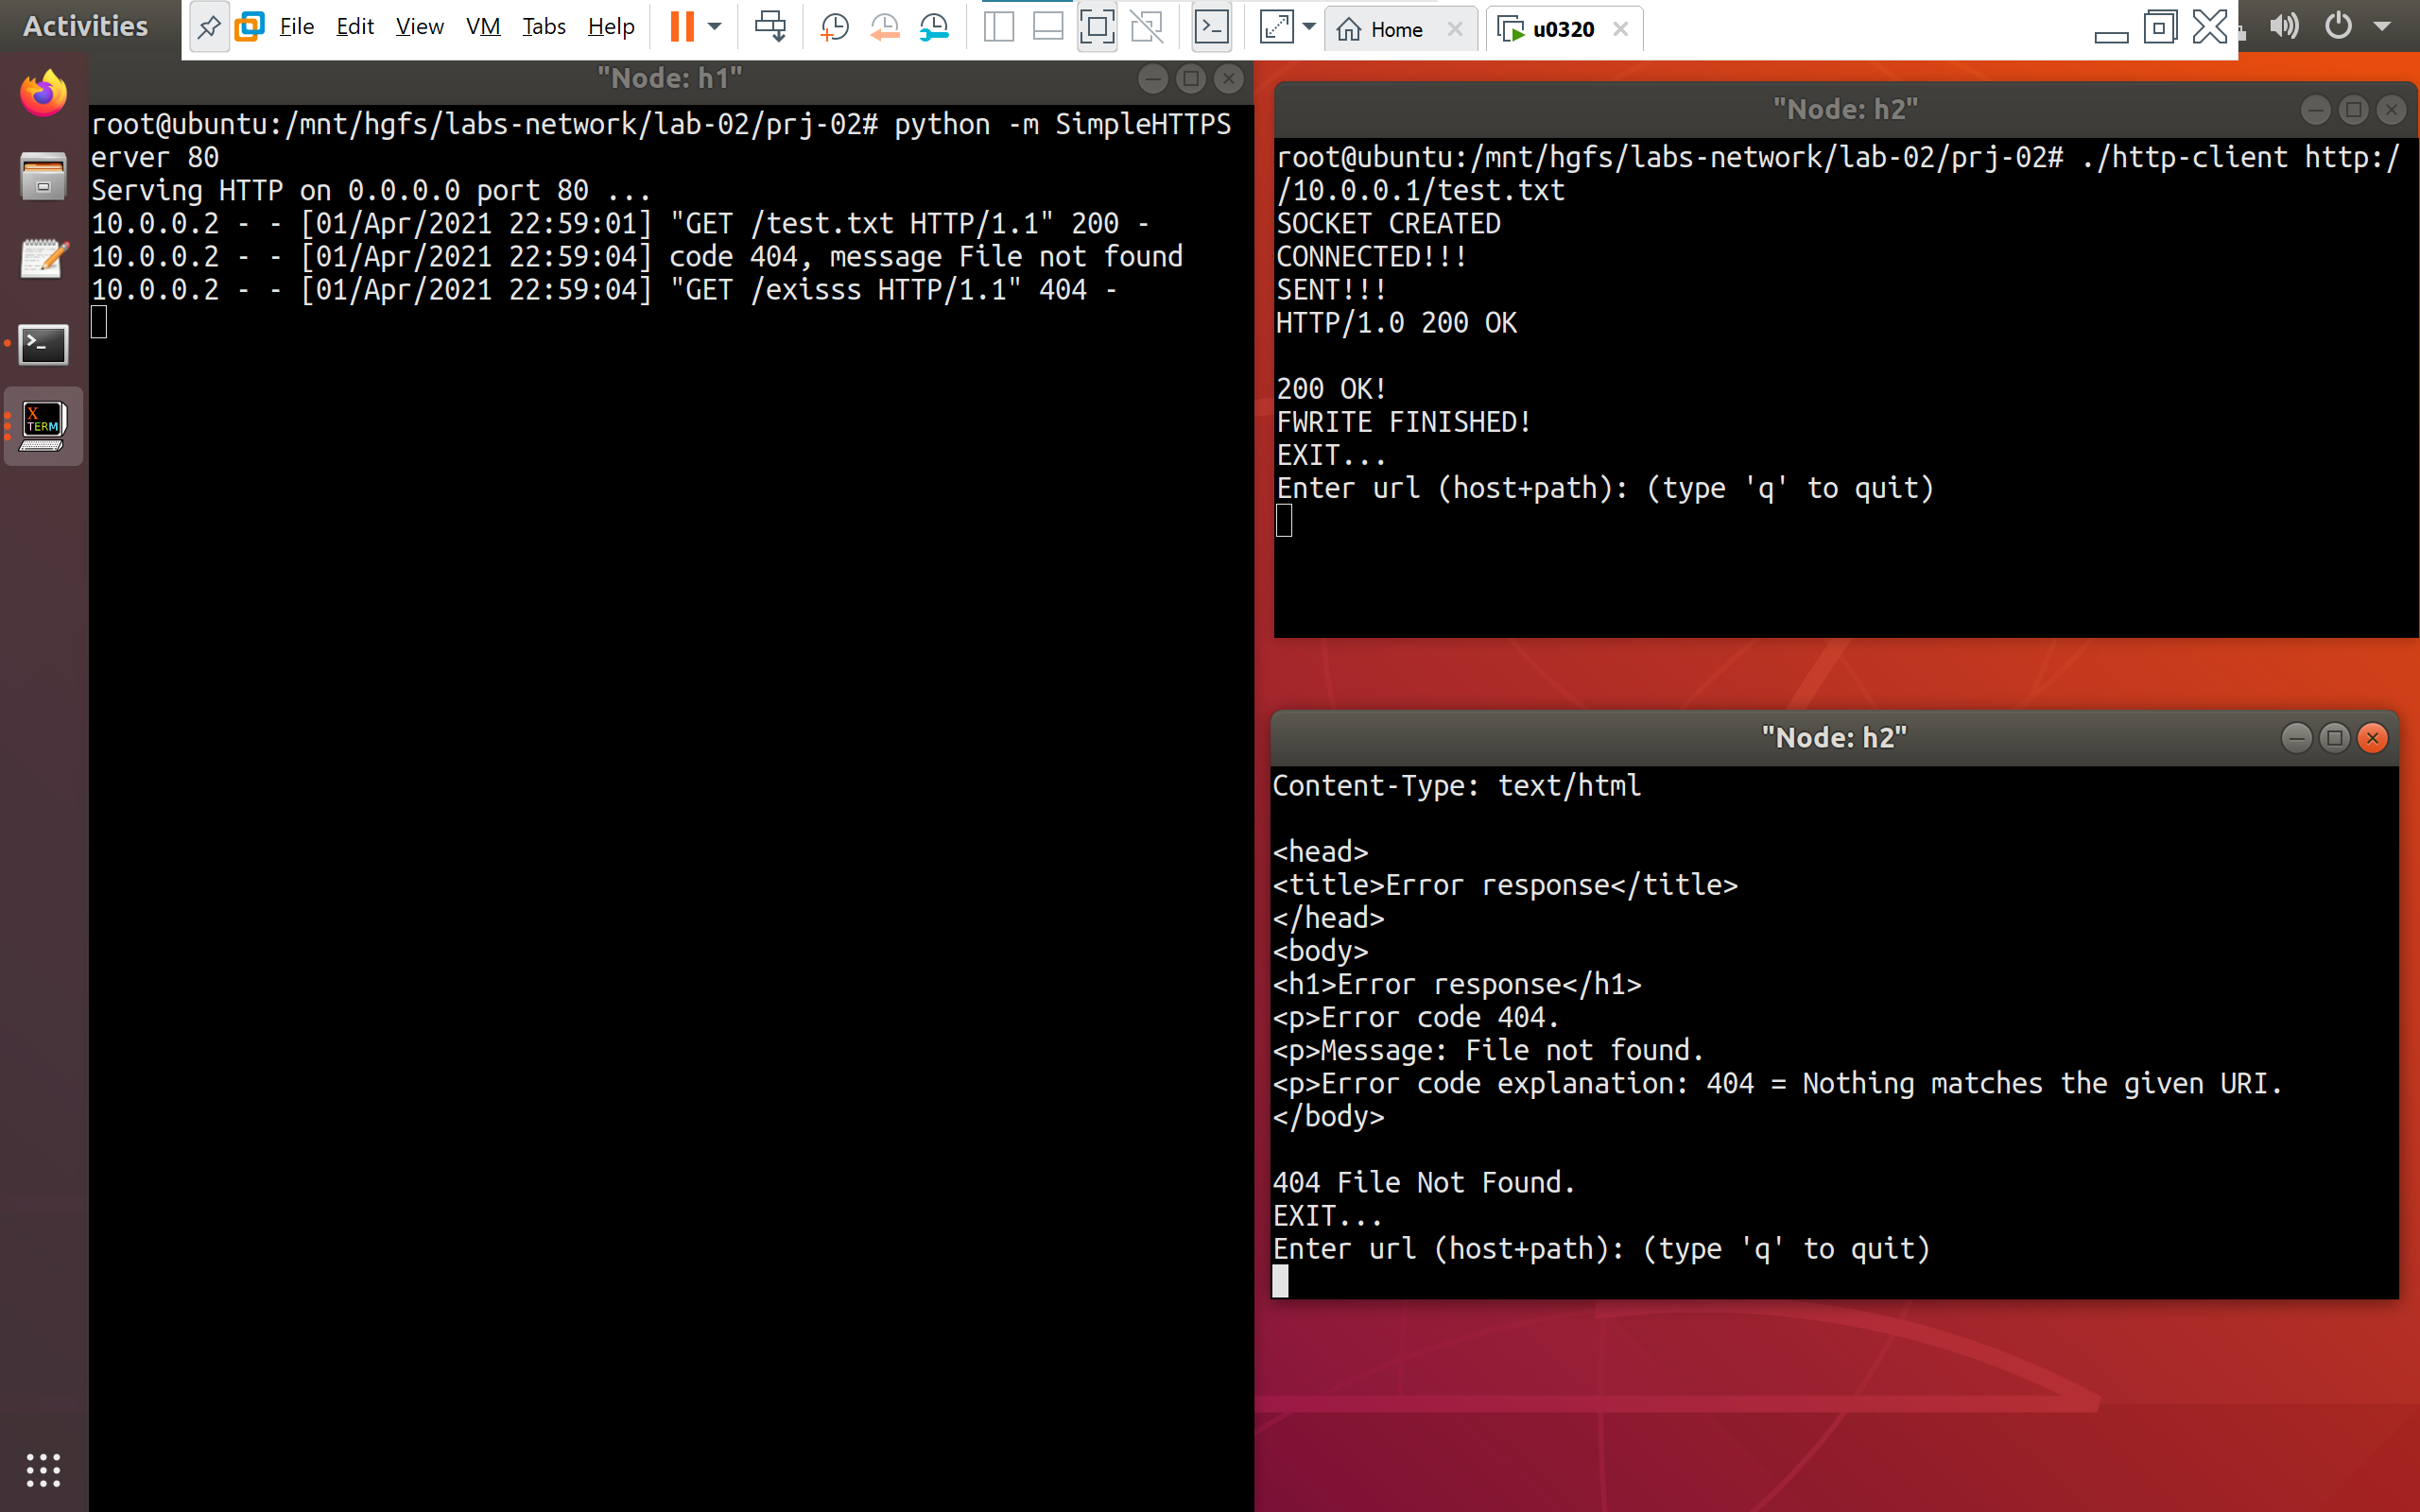 Activities
File Edit View VM Tabs Help
Home
u0320
"Node: h1"
root@ubuntu:/mnt/hgfs/labs-network/lab-02/prj-02# python -m SimpleHTTPS
erver 80
Serving HTTP on 0.0.0.0 port 80 ...
10.0.0.2 - - [01/Apr/2021 22:59:01] "GET /test.txt HTTP/1.1" 200 -
10.0.0.2 - - [01/Apr/2021 22:59:04] code 404, message File not found
10.0.0.2 - - [01/Apr/2021 22:59:04] "GET /exisss HTTP/1.1" 404 -
X
TERM
"Node: h2"
root@ubuntu:/mnt/hgfs/labs-network/lab-02/prj-02# ./http-client http:/
/10.0.0.1/test.txt
SOCKET CREATED
CONNECTED!!!
SENT!!!
HTTP/1.0 200 OK
200 OK!
FWRITE FINISHED!
EXIT...
Enter url (host+path): (type 'q' to quit)
"Node: h2"
Content-Type: text/html
<head>
<title>Error response</title>
</head>
<body>
<h1>Error response</h1>
<p>Error code 404.
<p>Message: File not found.
<p>Error code explanation: 404 = Nothing matches the given URI.
</body>
404 File Not Found.
EXIT...
Enter url (host+path): (type 'q' to quit)